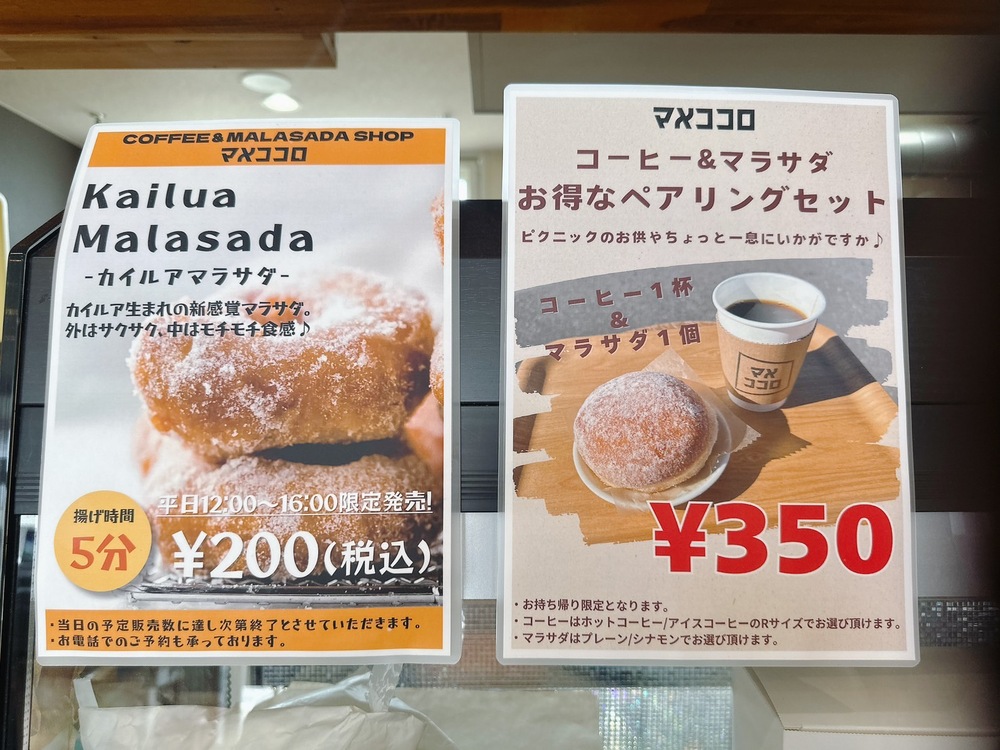 COFFEE&MALASADA SHOP
マメココロ
Kailua
Malasada
-カイルアマラサダ-
カイルア生まれの新感覚マラサダ。
外はサクサク、中はモチモチ食感♪
平日12:00〜16:00限定発売!
揚げ時間
5分
¥200(税込)
・当日の予定販売数に達し次第終了とさせていただきます。
・お電話でのご予約も承っております。
マメココロ
コーヒー&マラサダ
お得なペアリングセット
ピクニックのお供やちょっと一息にいかがですか♪
コーヒー1杯
&
マラサダ1個
マメ
ココロ
¥350
・お持ち帰り限定となります。
・コーヒーはホットコーヒー/アイスコーヒーのRサイズでお選び頂けます。
・マラサダはプレーン/シナモンでお選び頂けます。